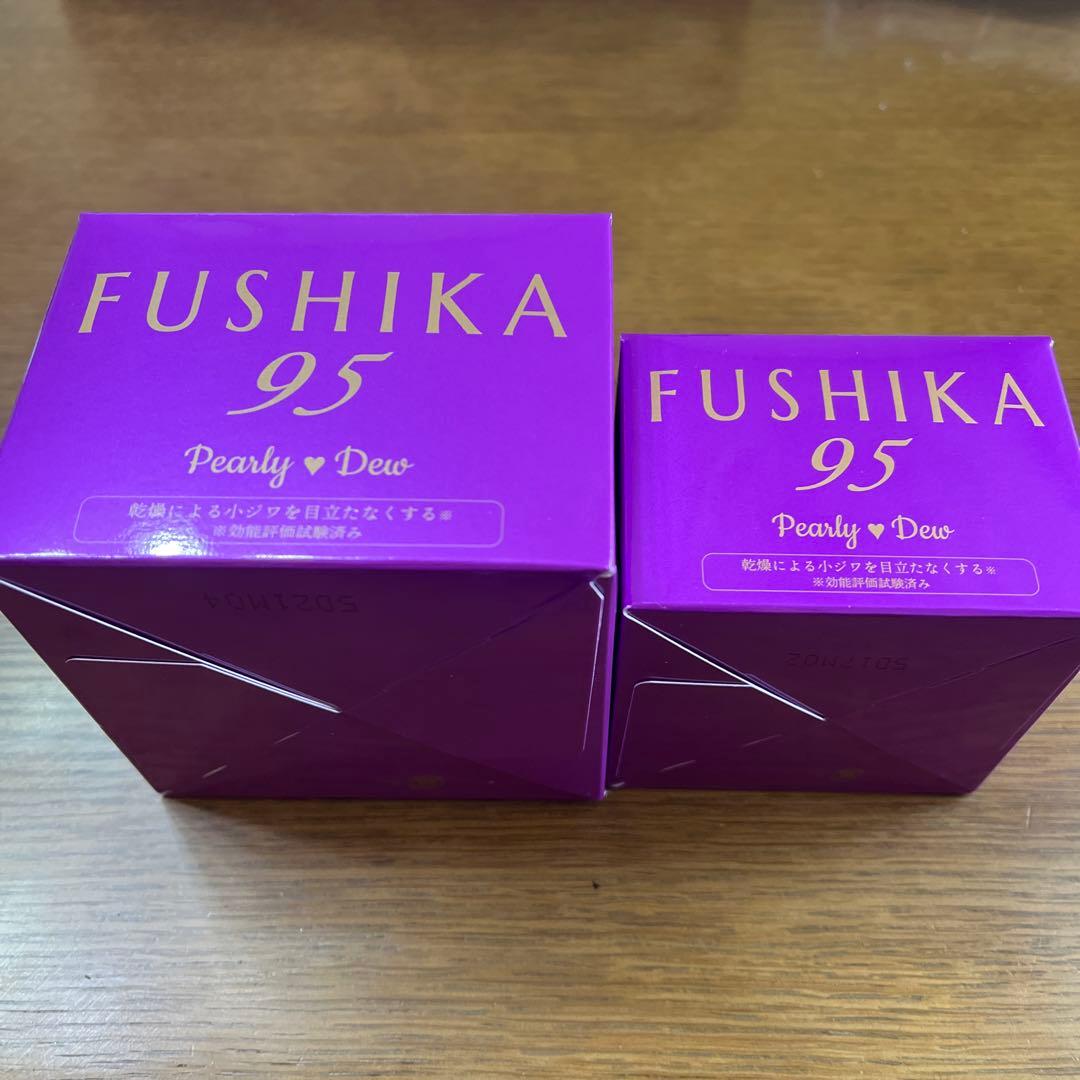 FUSHIKA
95
Pearly ♥ Dew
乾燥による小ジワを目立たなくする※
※効能評価試験済み
5D21M04
FUSHIKA
95
Pearly ♥ Dew
乾燥による小ジワを目立たなくする※
※効能評価試験済み
5D17N02